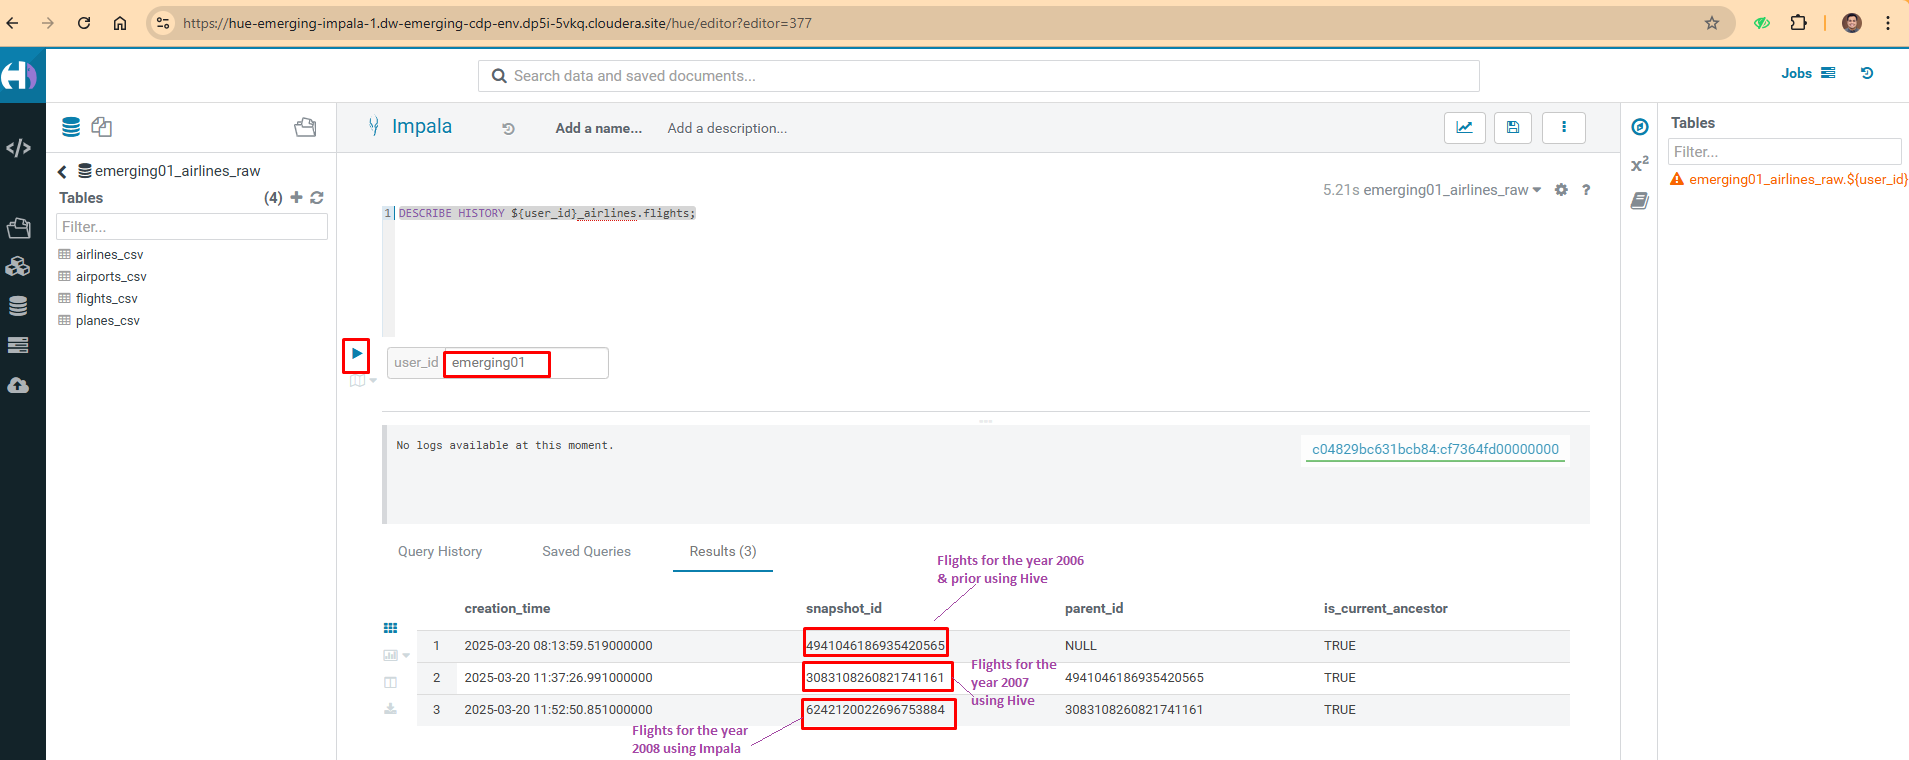 https://hue-emerging-impala-1.dw-emerging-cdp-env.dp5i-5vkq.cloudera.site/hue/editor?editor=377
Search data and saved documents...
Jobs
Impala
Add a name...
Add a description...
Tables
Filter...
emerging01_airlines_raw.${user_id}
emerging01_airlines_raw
Tables
(4)
Filter...
airlines_csv
airports_csv
flights_csv
planes_csv
5.21s emerging01_airlines_raw
?
1 DESCRIBE HISTORY ${user_id}_airlines.flights;
user_id emerging01
No logs available at this moment.
c04829bc631bcb84:cf7364fd00000000
Query History
Saved Queries
Results (3)
Flights for the year 2006
& prior using Hive
creation_time snapshot_id parent_id is_current_ancestor
1 2025-03-20 08:13:59.519000000 4941046186935420565 NULL TRUE
2 2025-03-20 11:37:26.991000000 3083108260821741161 4941046186935420565 TRUE
3 2025-03-20 11:52:50.851000000 6242120022696753884 3083108260821741161 TRUE
Flights for the
year 2007
using Hive
Flights for the year
2008 using Impala